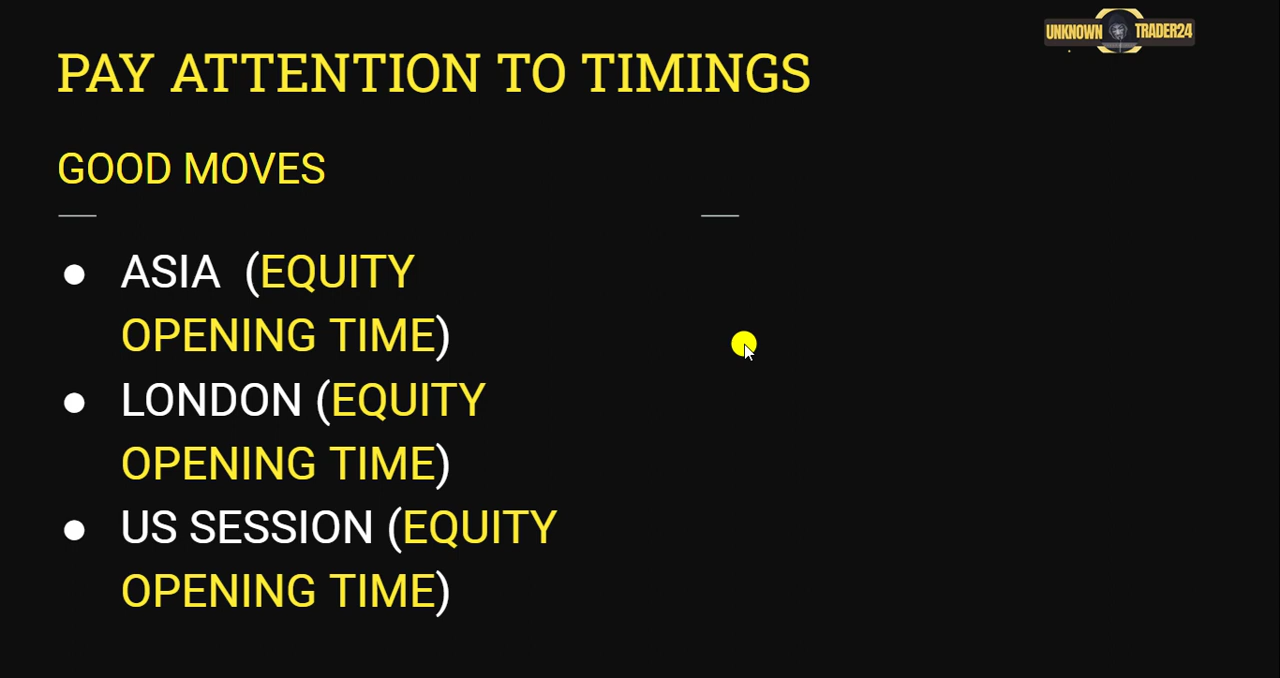 UNKNOWN TRADER24
PAY ATTENTION TO TIMINGS
GOOD MOVES
ASIA (EQUITY
OPENING TIME)
LONDON (EQUITY
OPENING TIME)
US SESSION (EQUITY
OPENING TIME)